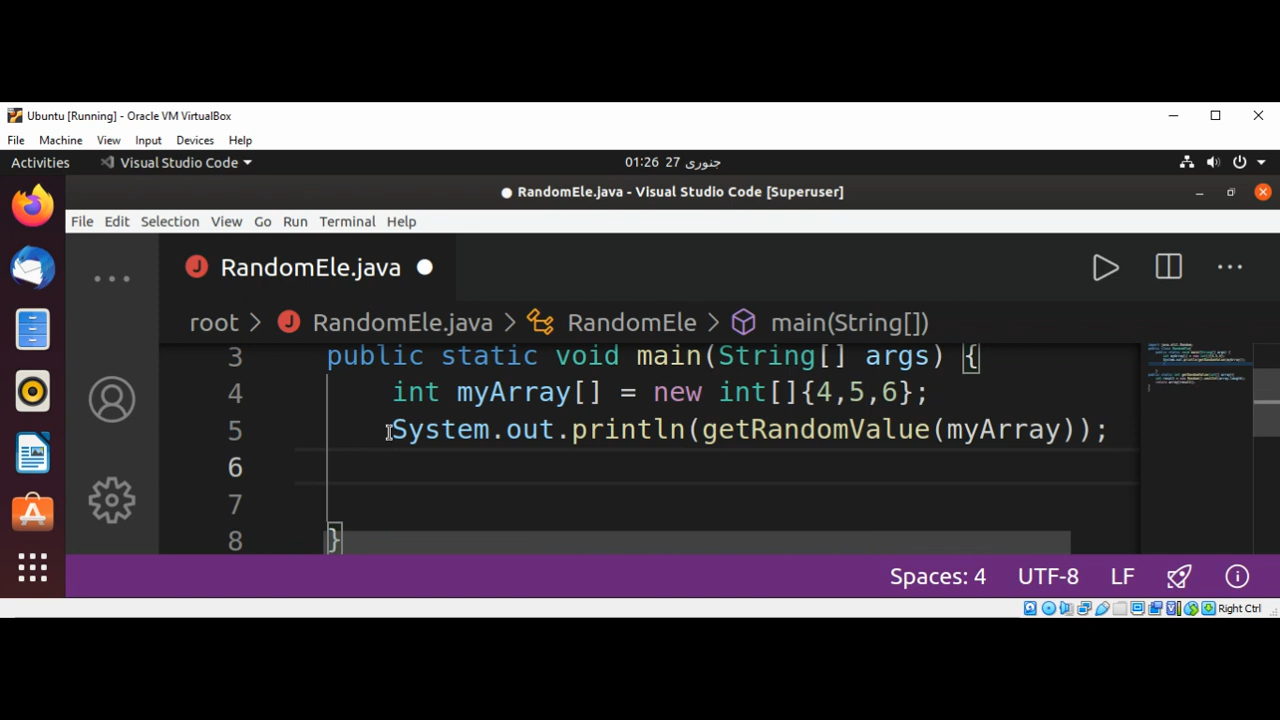 Ubuntu [Running] - Oracle VM VirtualBox
File Machine View Input Devices Help
Activities Visual Studio Code 01:26 27 جنوری
RandomEle.java - Visual Studio Code [Superuser]
File Edit Selection View Go Run Terminal Help
RandomEle.java
root > RandomEle.java > RandomEle > main(String[])
3 public static void main(String[] args) {
4 int myArray[] = new int[]{4,5,6};
5 System.out.println(getRandomValue(myArray));
6
7
8 }
Spaces: 4 UTF-8 LF
Right Ctrl